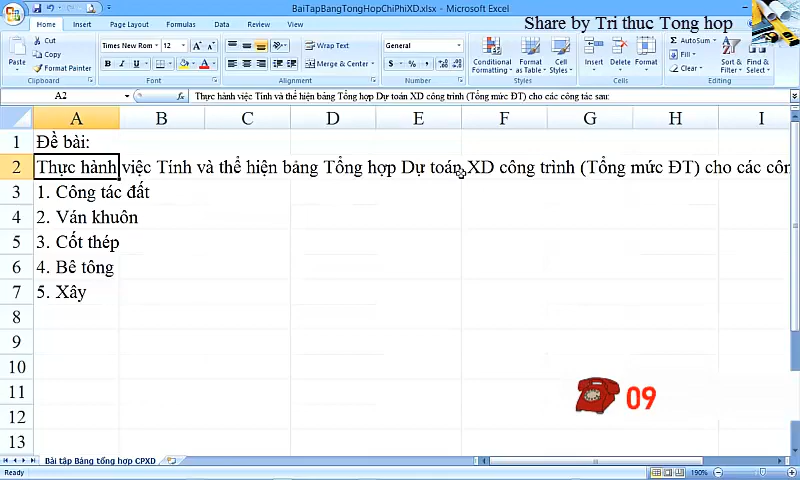 BaiTapBangTongHopChiPhiXD.xlsx - Microsoft Excel
Share by Tri thuc Tong hop
Home Insert Page Layout Formulas Data Review View
Cut
Copy
Format Painter
Paste
Clipboard
Times New Rom 12
Font
Wrap Text
Merge & Center
Alignment
General
Number
Conditional Formatting
Format as Table
Cell Styles
Styles
Insert Delete Format
Cells
AutoSum
Fill
Clear
Sort & Filter
Find & Select
Editing
A2 fx Thực hành việc Tính và thể hiện bảng Tổng hợp Dự toán XD công trình (Tổng mức ĐT) cho các công tác sau:
A B C D E F G H I
1 Đề bài:
2 Thực hành việc Tính và thể hiện bảng Tổng hợp Dự toán XD công trình (Tổng mức ĐT) cho các côn
3 1. Công tác đất
4 2. Ván khuôn
5 3. Cốt thép
6 4. Bê tông
7 5. Xây
8
9
10
11
12
13
09
Bài tập Bảng tổng hợp CPXD
Ready 190%